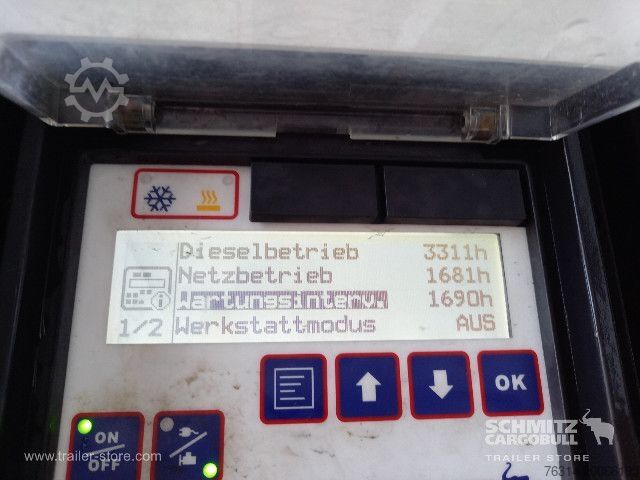 Dieselbetrieb 3311h
Netzbetrieb 1681h
Wartungsinterv. 1690h
1/2 Werkstattmodus AUS
OK
ON
OFF
SCHMITZ
CARGOBULL
TRAILER STORE
www.trailer-store.com